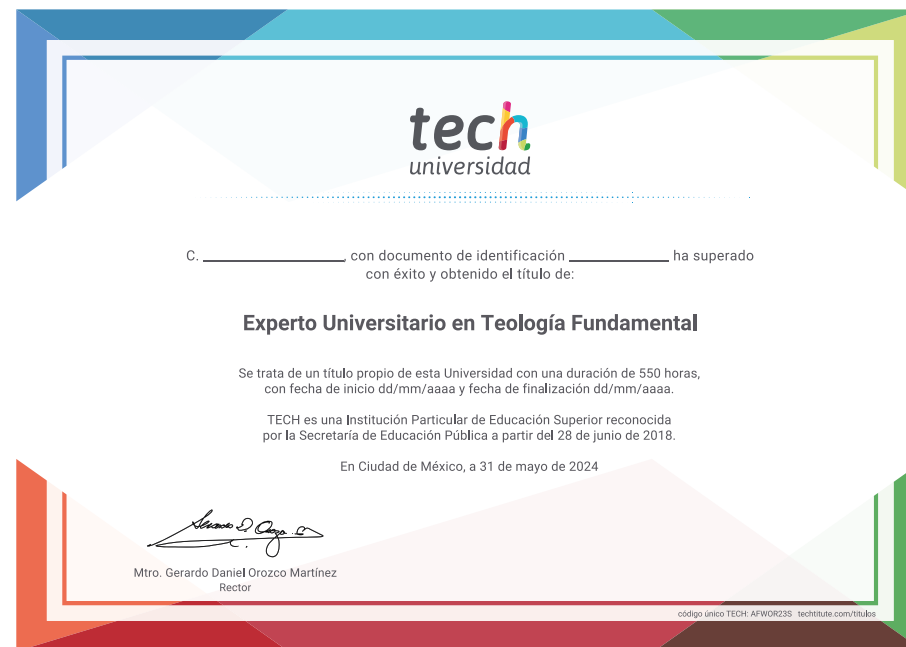 tech
universidad
C. ____________, con documento de identificación ____________ ha superado
con éxito y obtenido el título de:
Experto Universitario en Teología Fundamental
Se trata de un título propio de esta Universidad con una duración de 550 horas,
con fecha de inicio dd/mm/aaaa y fecha de finalización dd/mm/aaaa.
TECH es una Institución Particular de Educación Superior reconocida
por la Secretaría de Educación Pública a partir del 28 de junio de 2018.
En Ciudad de México, a 31 de mayo de 2024
Mtro. Gerardo Daniel Orozco Martínez
Rector
código único TECH: AFWOR23S techtitute.com/titulos